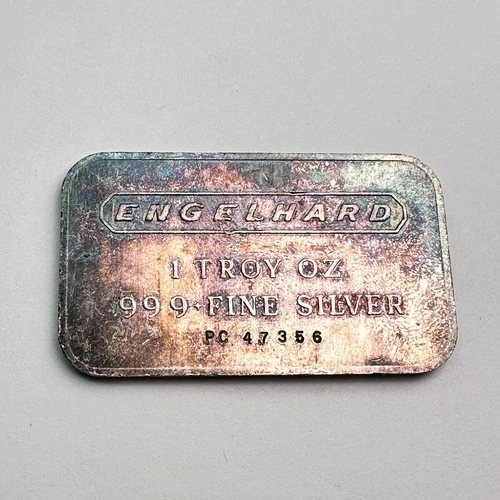 ENGELHARD
1 TROY OZ
999 FINE SILVER
PC 47356